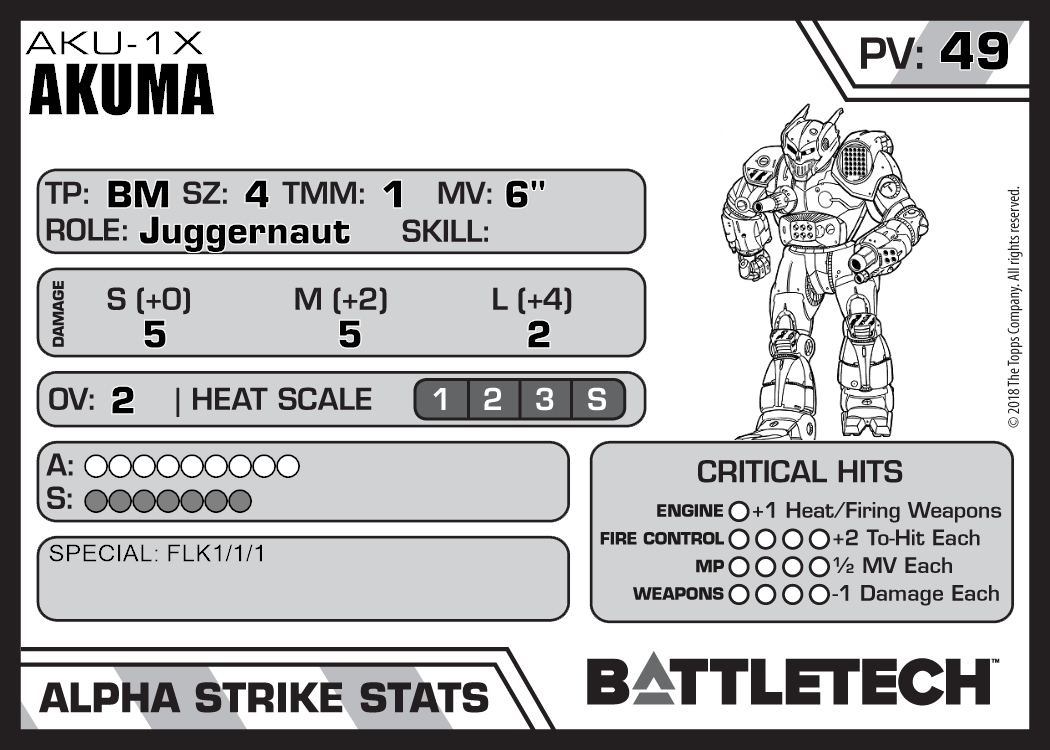 AKU-1X
AKUMA
PV: 49
TP: BM SZ: 4 TMM: 1 MV: 6"
ROLE: Juggernaut SKILL:
DAMAGE
S (+0) M (+2) L (+4)
5 5 2
OV: 2 | HEAT SCALE 1 2 3 S
A:
S:
SPECIAL: FLK1/1/1
© 2018 The Topps Company. All rights reserved.
CRITICAL HITS
ENGINE +1 Heat/Firing Weapons
FIRE CONTROL +2 To-Hit Each
MP ½ MV Each
WEAPONS -1 Damage Each
ALPHA STRIKE STATS
BATTLETECH™